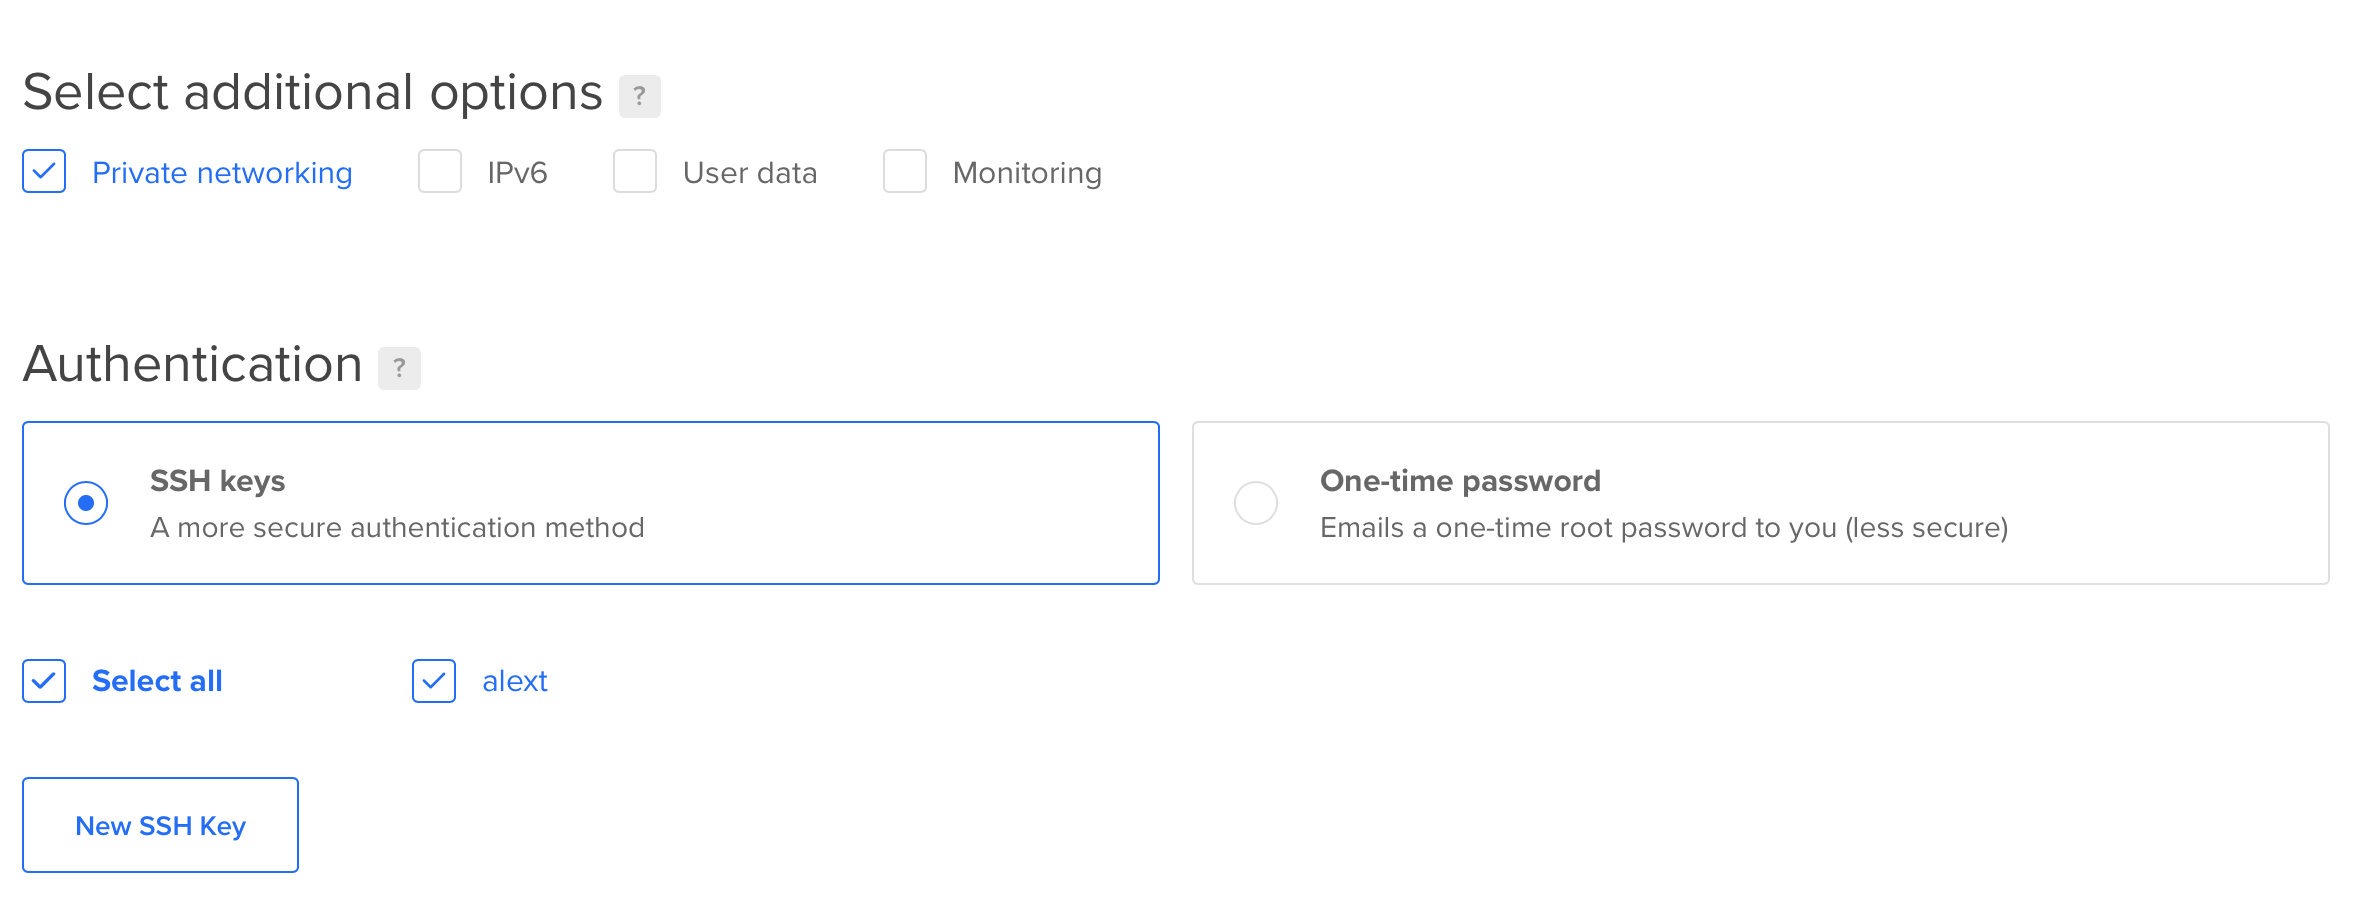 Select additional options ?
Private networking IPv6 User data Monitoring
Authentication ?
SSH keys
A more secure authentication method
One-time password
Emails a one-time root password to you (less secure)
Select all alext
New SSH Key